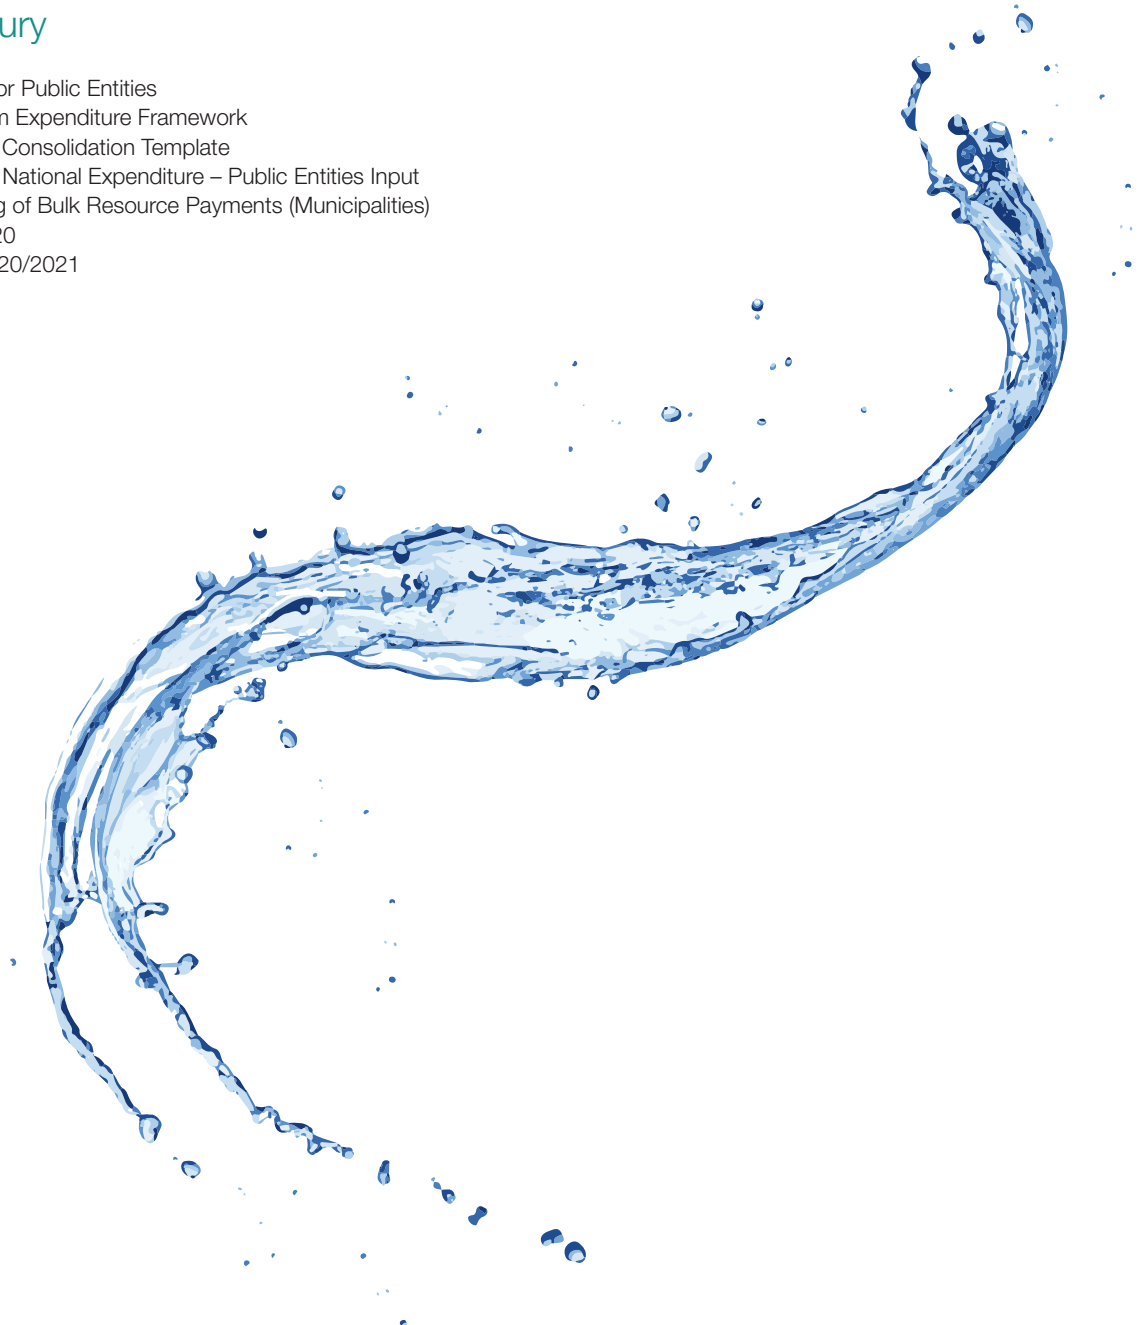 ury
or Public Entities
m Expenditure Framework
Consolidation Template
National Expenditure – Public Entities Input
g of Bulk Resource Payments (Municipalities)
20
20/2021